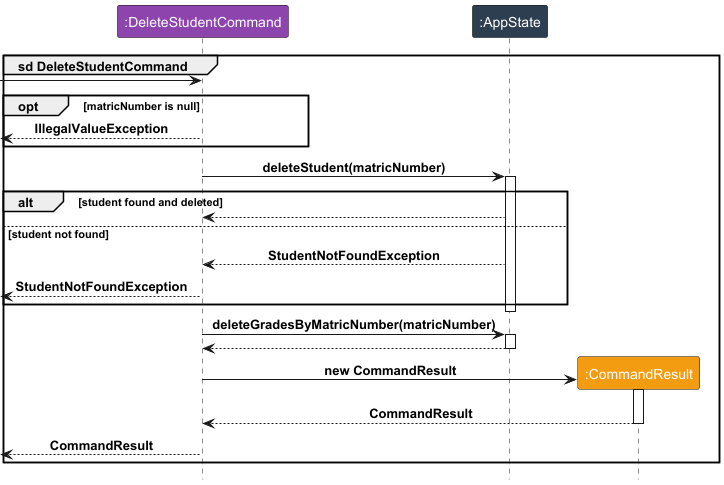 :DeleteStudentCommand
:AppState
sd DeleteStudentCommand
opt
[matricNumber is null]
IllegalValueException
deleteStudent(matricNumber)
alt
[student found and deleted]
[student not found]
StudentNotFoundException
StudentNotFoundException
deleteGradesByMatricNumber(matricNumber)
:CommandResult
new CommandResult
CommandResult
CommandResult